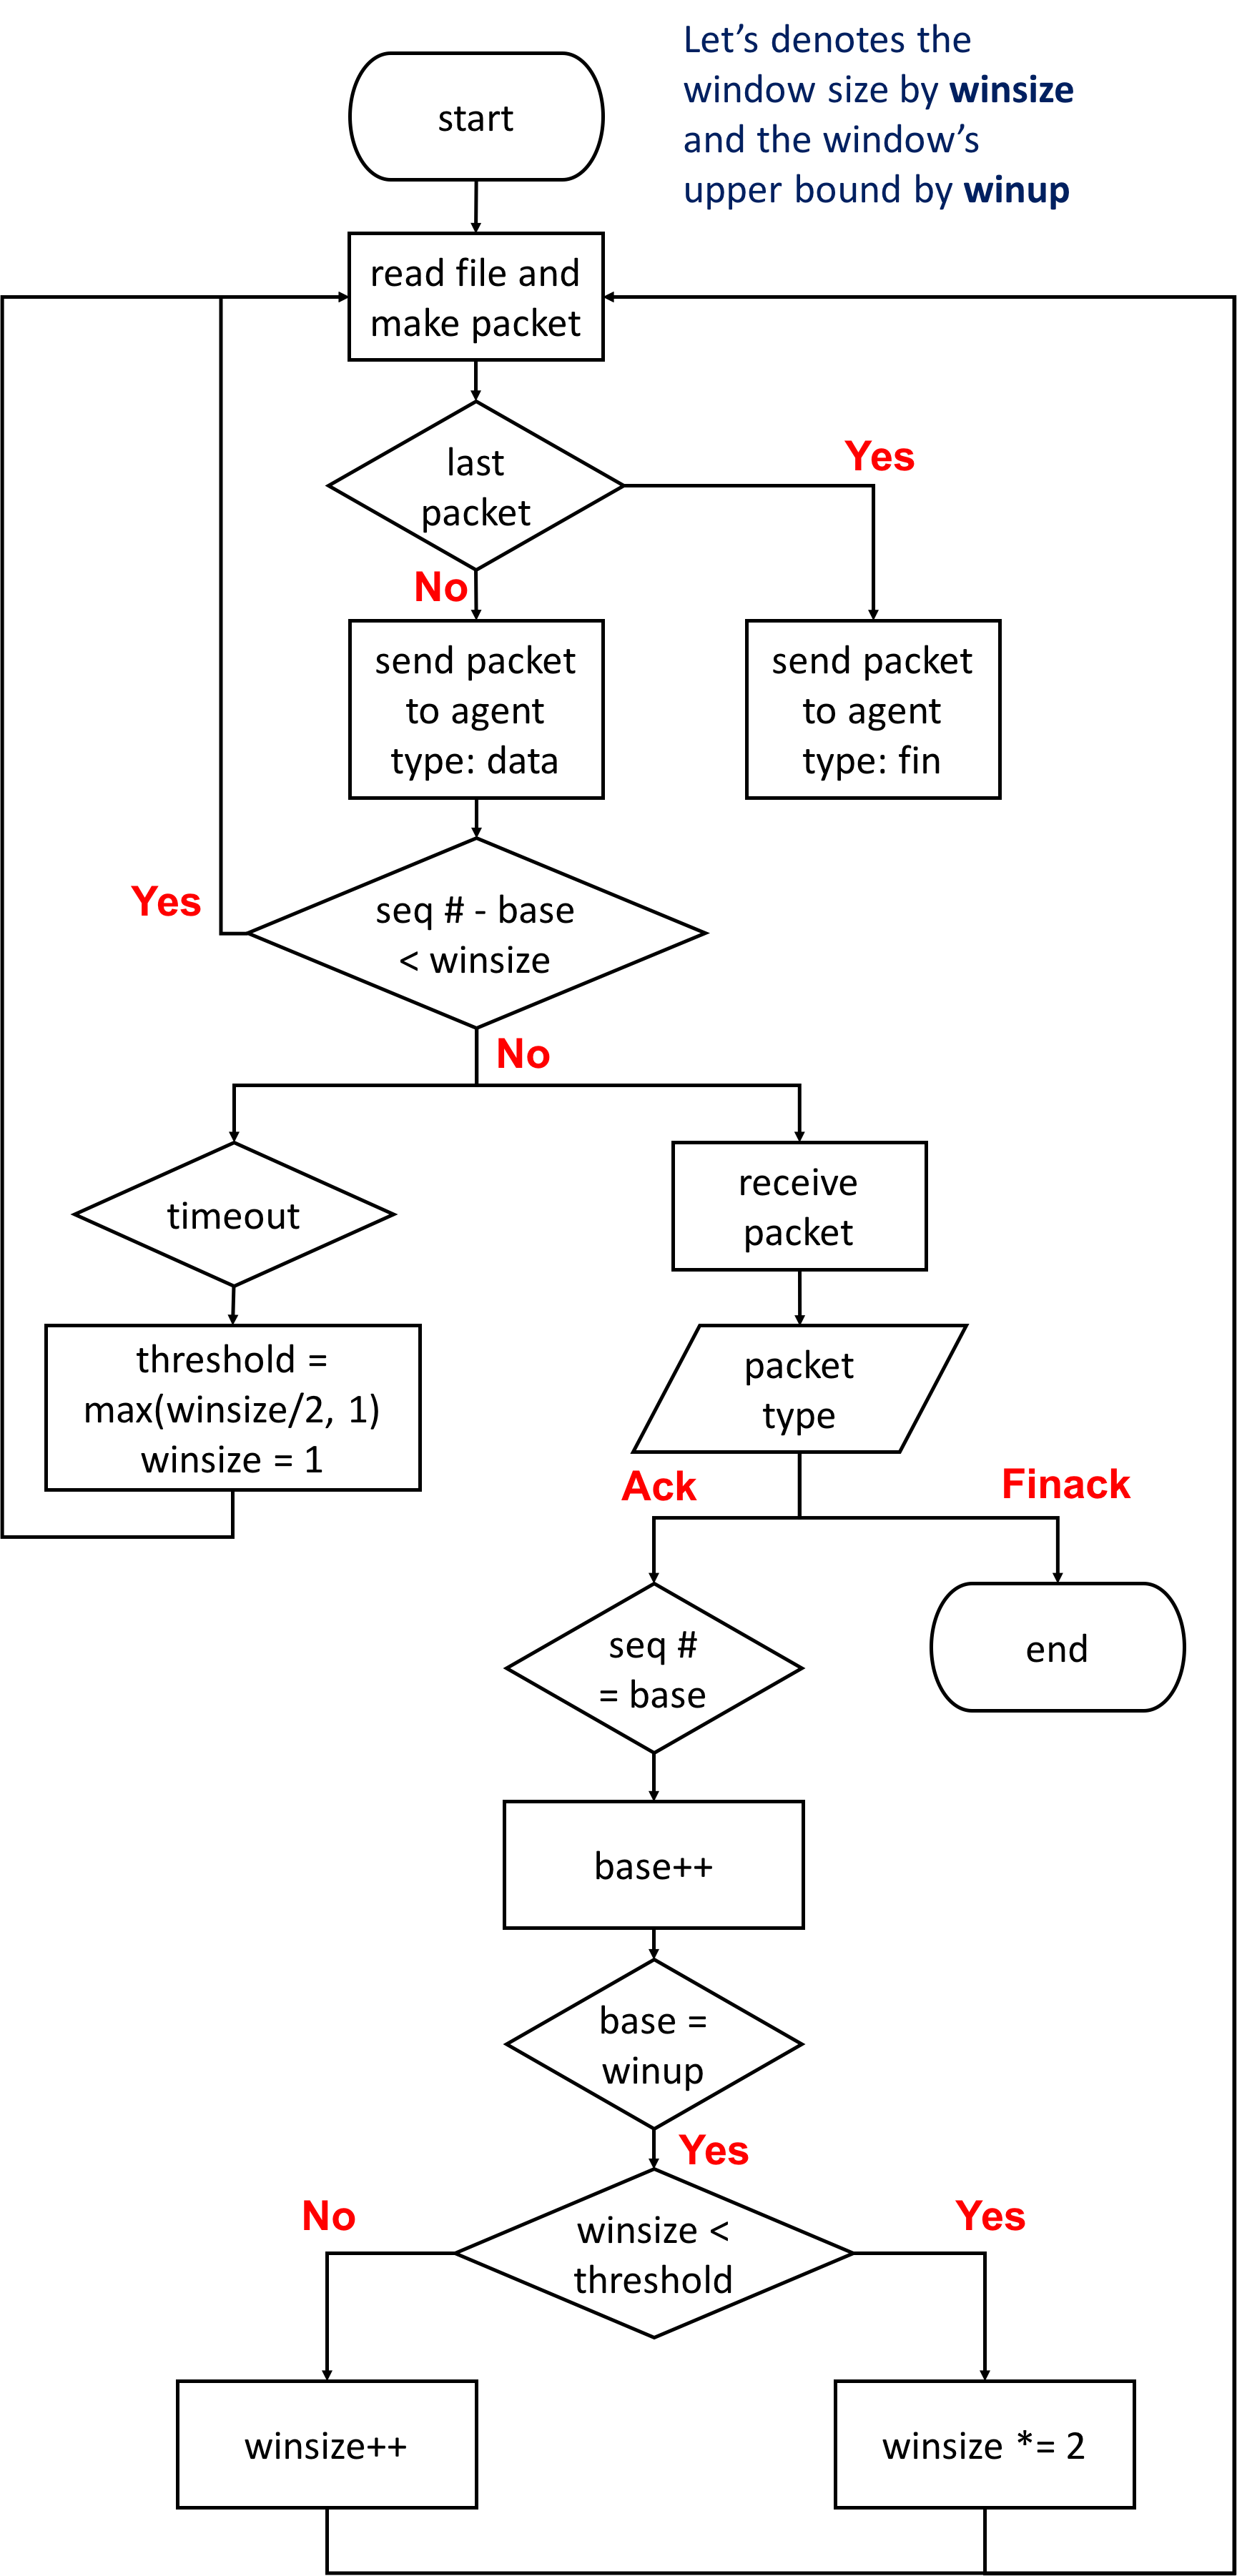 Let’s denotes the
window size by winsize
and the window’s
upper bound by winup
start
read file and
make packet
last
packet
Yes
No
send packet
to agent
type: data
send packet
to agent
type: fin
Yes
seq # - base
< winsize
No
timeout
receive
packet
threshold =
max(winsize/2, 1)
winsize = 1
packet
type
Ack
Finack
seq #
= base
end
base++
base =
winup
Yes
No
winsize <
threshold
Yes
winsize++
winsize *= 2